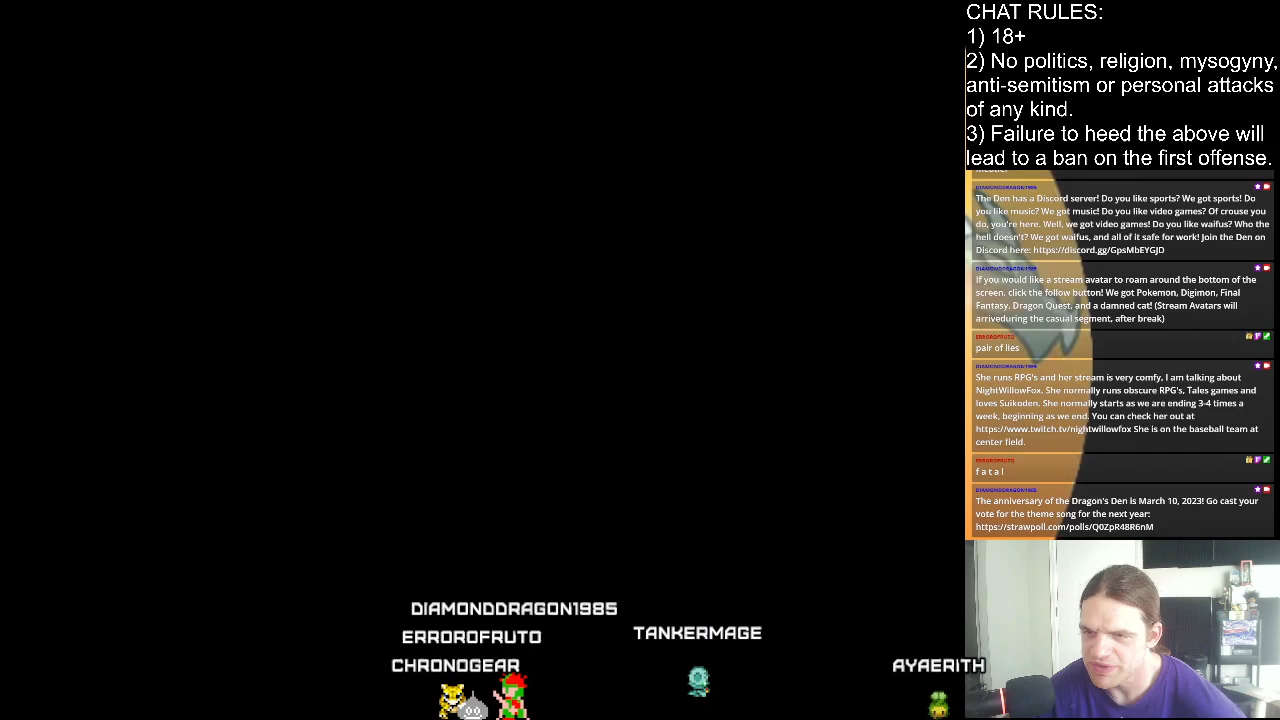 CHAT RULES:
1) 18+
2) No politics, religion, mysogyny,
anti-semitism or personal attacks
of any kind.
3) Failure to heed the above will
lead to a ban on the first offense.
DIAMONDDRAGON1985
The Den has a Discord server! Do you like sports? We got sports! Do
you like music? We got music! Do you like video games? Of crouse you
do, you're here. Well, we got video games! Do you like waifus? Who the
hell doesn't? We got waifus, and all of it safe for work! Join the Den on
Discord here: https://discord.gg/GpsMbEYGJD
DIAMONDDRAGON1985
If you would like a stream avatar to roam around the bottom of the
screen, click the follow button! We got Pokemon, Digimon, Final
Fantasy, Dragon Quest, and a damned cat! (Stream Avatars will
arriveduring the casual segment, after break)
ERROROFRUTO
pair of lies
DIAMONDDRAGON1985
She runs RPG's and her stream is very comfy, I am talking about
NightWillowFox. She normally runs obscure RPG's, Tales games and
loves Suikoden. She normally starts as we are ending 3-4 times a
week, beginning as we end. You can check her out at
https://www.twitch.tv/nightwillowfox She is on the baseball team at
center field.
ERROROFRUTO
f a t a l
DIAMONDDRAGON1985
The anniversary of the Dragon's Den is March 10, 2023! Go cast your
vote for the theme song for the next year:
https://strawpoll.com/polls/Q0ZpR48R6nM
DIAMONDDRAGON1985
ERROROFRUTO
TANKERMAGE
CHRONOGEAR
AYAERITH